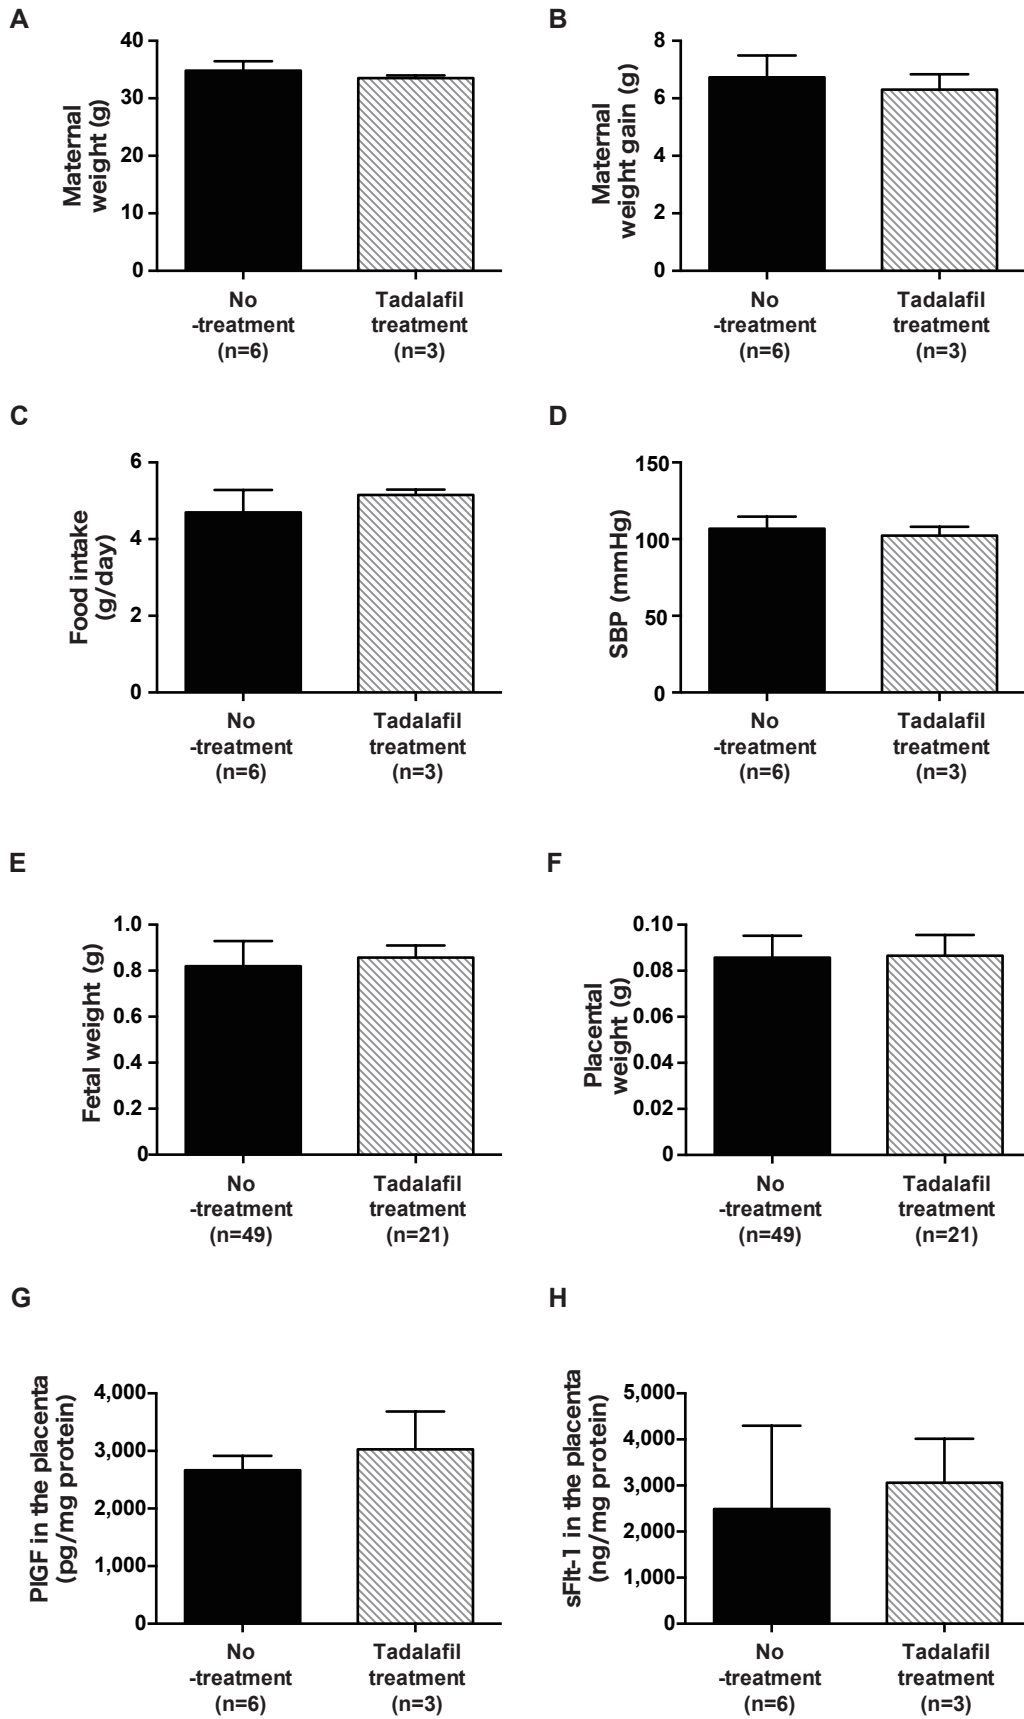 A
Maternal
weight (g)
40
30
20
10
0
No
-treatment
(n=6)
Tadalafil
treatment
(n=3)
B
Maternal
weight gain (g)
8
6
4
2
0
No
-treatment
(n=6)
Tadalafil
treatment
(n=3)
C
Food intake
(g/day)
6
4
2
0
No
-treatment
(n=6)
Tadalafil
treatment
(n=3)
D
SBP (mmHg)
150
100
50
0
No
-treatment
(n=6)
Tadalafil
treatment
(n=3)
E
Fetal weight (g)
1.0
0.8
0.6
0.4
0.2
0
No
-treatment
(n=49)
Tadalafil
treatment
(n=21)
F
Placental
weight (g)
0.10
0.08
0.06
0.04
0.02
0
No
-treatment
(n=49)
Tadalafil
treatment
(n=21)
G
PlGF in the placenta
(pg/mg protein)
4,000
3,000
2,000
1,000
0
No
-treatment
(n=6)
Tadalafil
treatment
(n=3)
H
sFlt-1 in the placenta
(ng/mg protein)
5,000
4,000
3,000
2,000
1,000
0
No
-treatment
(n=6)
Tadalafil
treatment
(n=3)